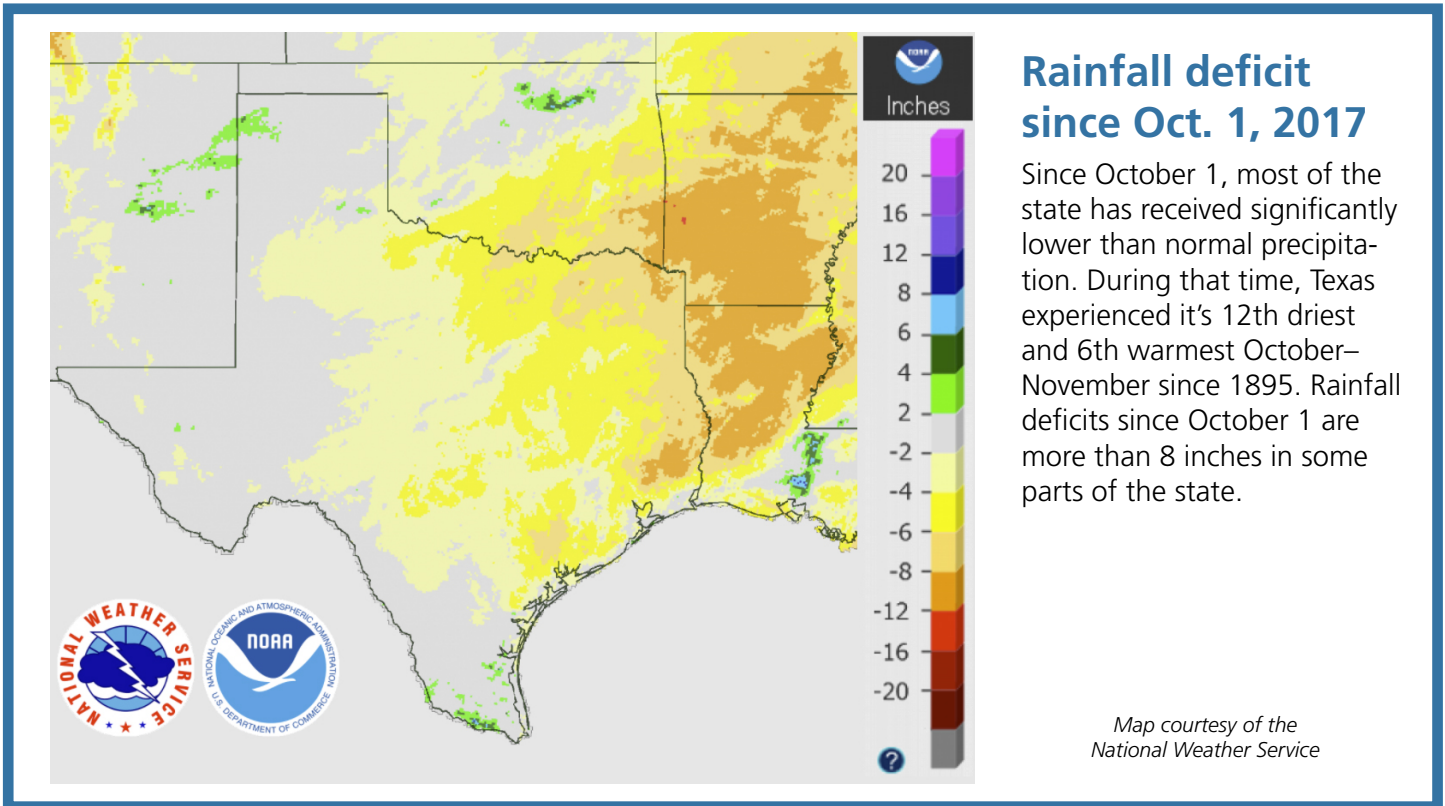 Rainfall deficit
since Oct. 1, 2017
Since October 1, most of the
state has received significantly
lower than normal precipita-
tion. During that time, Texas
experienced it’s 12th driest
and 6th warmest October–
November since 1895. Rainfall
deficits since October 1 are
more than 8 inches in some
parts of the state.
Map courtesy of the
National Weather Service
NOAA
Inches
20
16
12
8
6
4
2
-2
-4
-6
-8
-12
-16
-20
?
NATIONAL WEATHER SERVICE
NATIONAL OCEANIC AND ATMOSPHERIC ADMINISTRATION
NOAA
U.S. DEPARTMENT OF COMMERCE